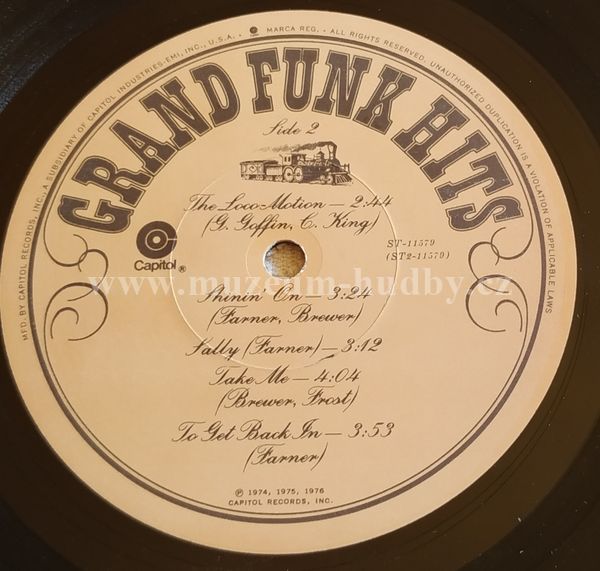 MFD. BY CAPITOL RECORDS, INC., A SUBSIDIARY OF CAPITOL INDUSTRIES-EMI, INC., U.S.A. • MARCA REG. • ALL RIGHTS RESERVED. UNAUTHORIZED DUPLICATION IS A VIOLATION OF APPLICABLE LAWS
GRAND FUNK HITS
Side 2
The Loco-Motion — 2:44
(G. Goffin, C. King)
Capitol®
ST-11579
(ST2-11579)
www.muzeum-hudby.cz
Shinin' On — 3:24
(Farner, Brewer)
Sally (Farner) — 3:12
Take Me — 4:04
(Brewer, Frost)
To Get Back In — 3:53
(Farner)
℗ 1974, 1975, 1976
CAPITOL RECORDS, INC.